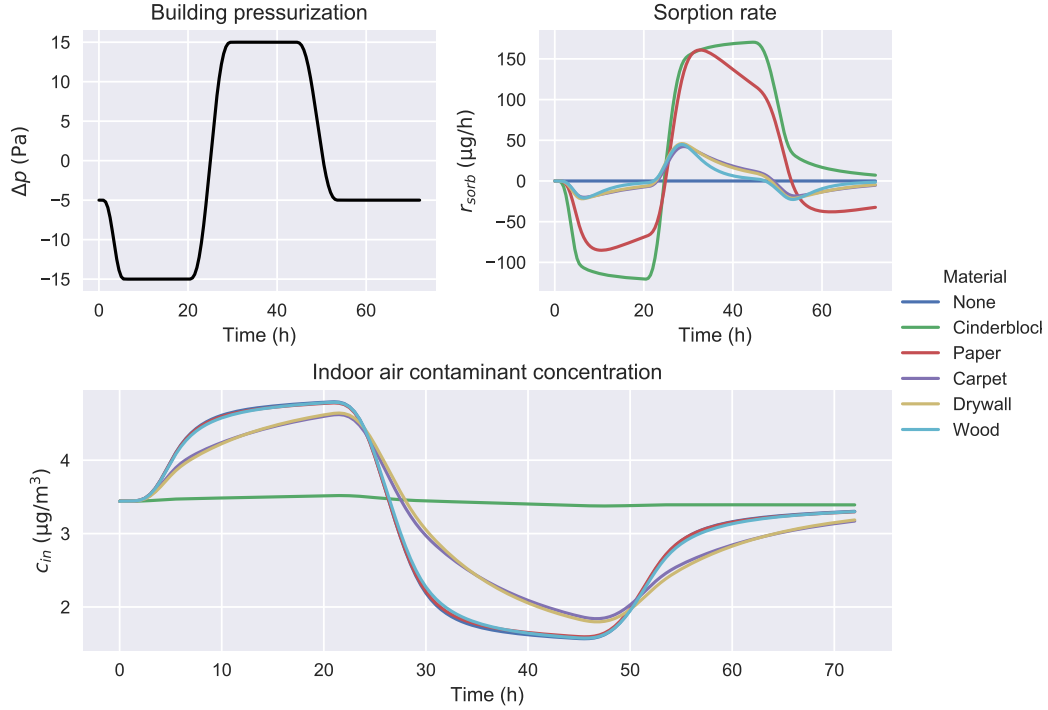 Building pressurization
15
10
5
0
−5
−10
−15
Δp (Pa)
0
20
40
60
Time (h)
Sorption rate
150
100
50
0
−50
−100
r_sorb (µg/h)
0
20
40
60
Time (h)
Material
None
Cinderblock
Paper
Carpet
Drywall
Wood
Indoor air contaminant concentration
4
3
2
c_in (µg/m³)
0
10
20
30
40
50
60
70
Time (h)